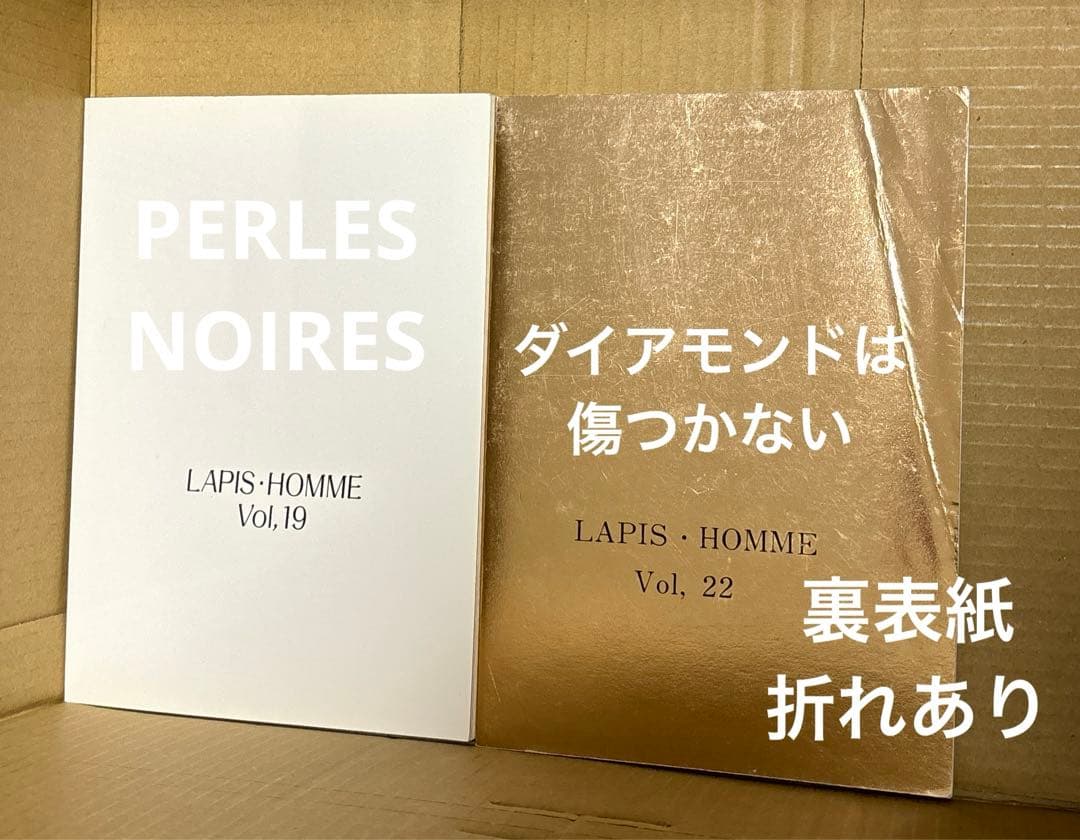 PERLES
NOIRES
LAPIS・HOMME
Vol,19
ダイアモンドは
傷つかない
LAPIS・HOMME
Vol, 22
裏表紙
折れあり